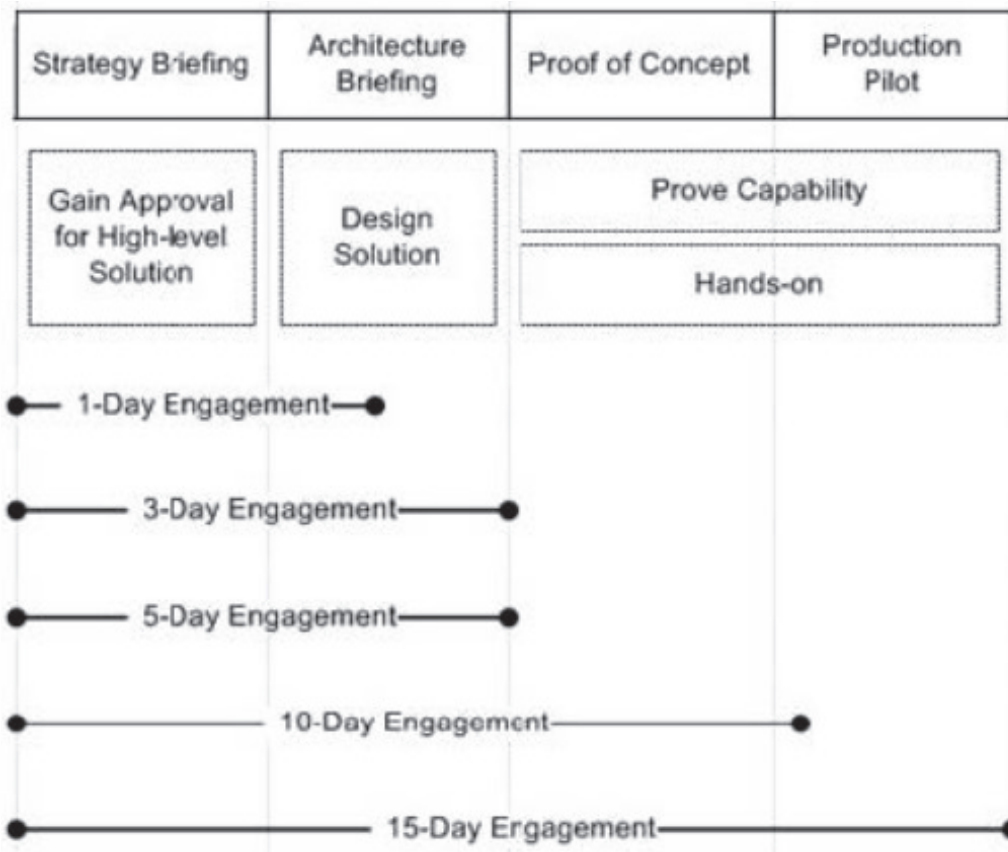 Strategy Briefing
Architecture
Briefing
Proof of Concept
Production
Pilot
Gain Approval
for High-level
Solution
Design
Solution
Prove Capability
Hands-on
1-Day Engagement
3-Day Engagement
5-Day Engagement
10-Day Engagement
15-Day Engagement